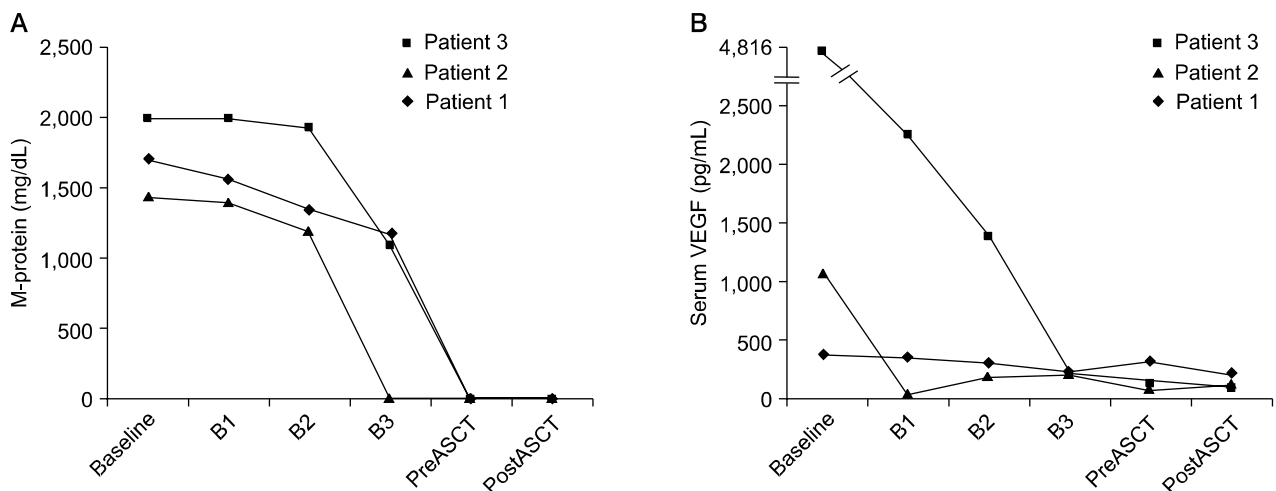 A
M-protein (mg/dL)
2,500
2,000
1,500
1,000
500
0
Patient 3
Patient 2
Patient 1
Baseline
B1
B2
B3
PreASCT
PostASCT
B
Serum VEGF (pg/mL)
4,816
2,500
2,000
1,500
1,000
500
0
Patient 3
Patient 2
Patient 1
Baseline
B1
B2
B3
PreASCT
PostASCT